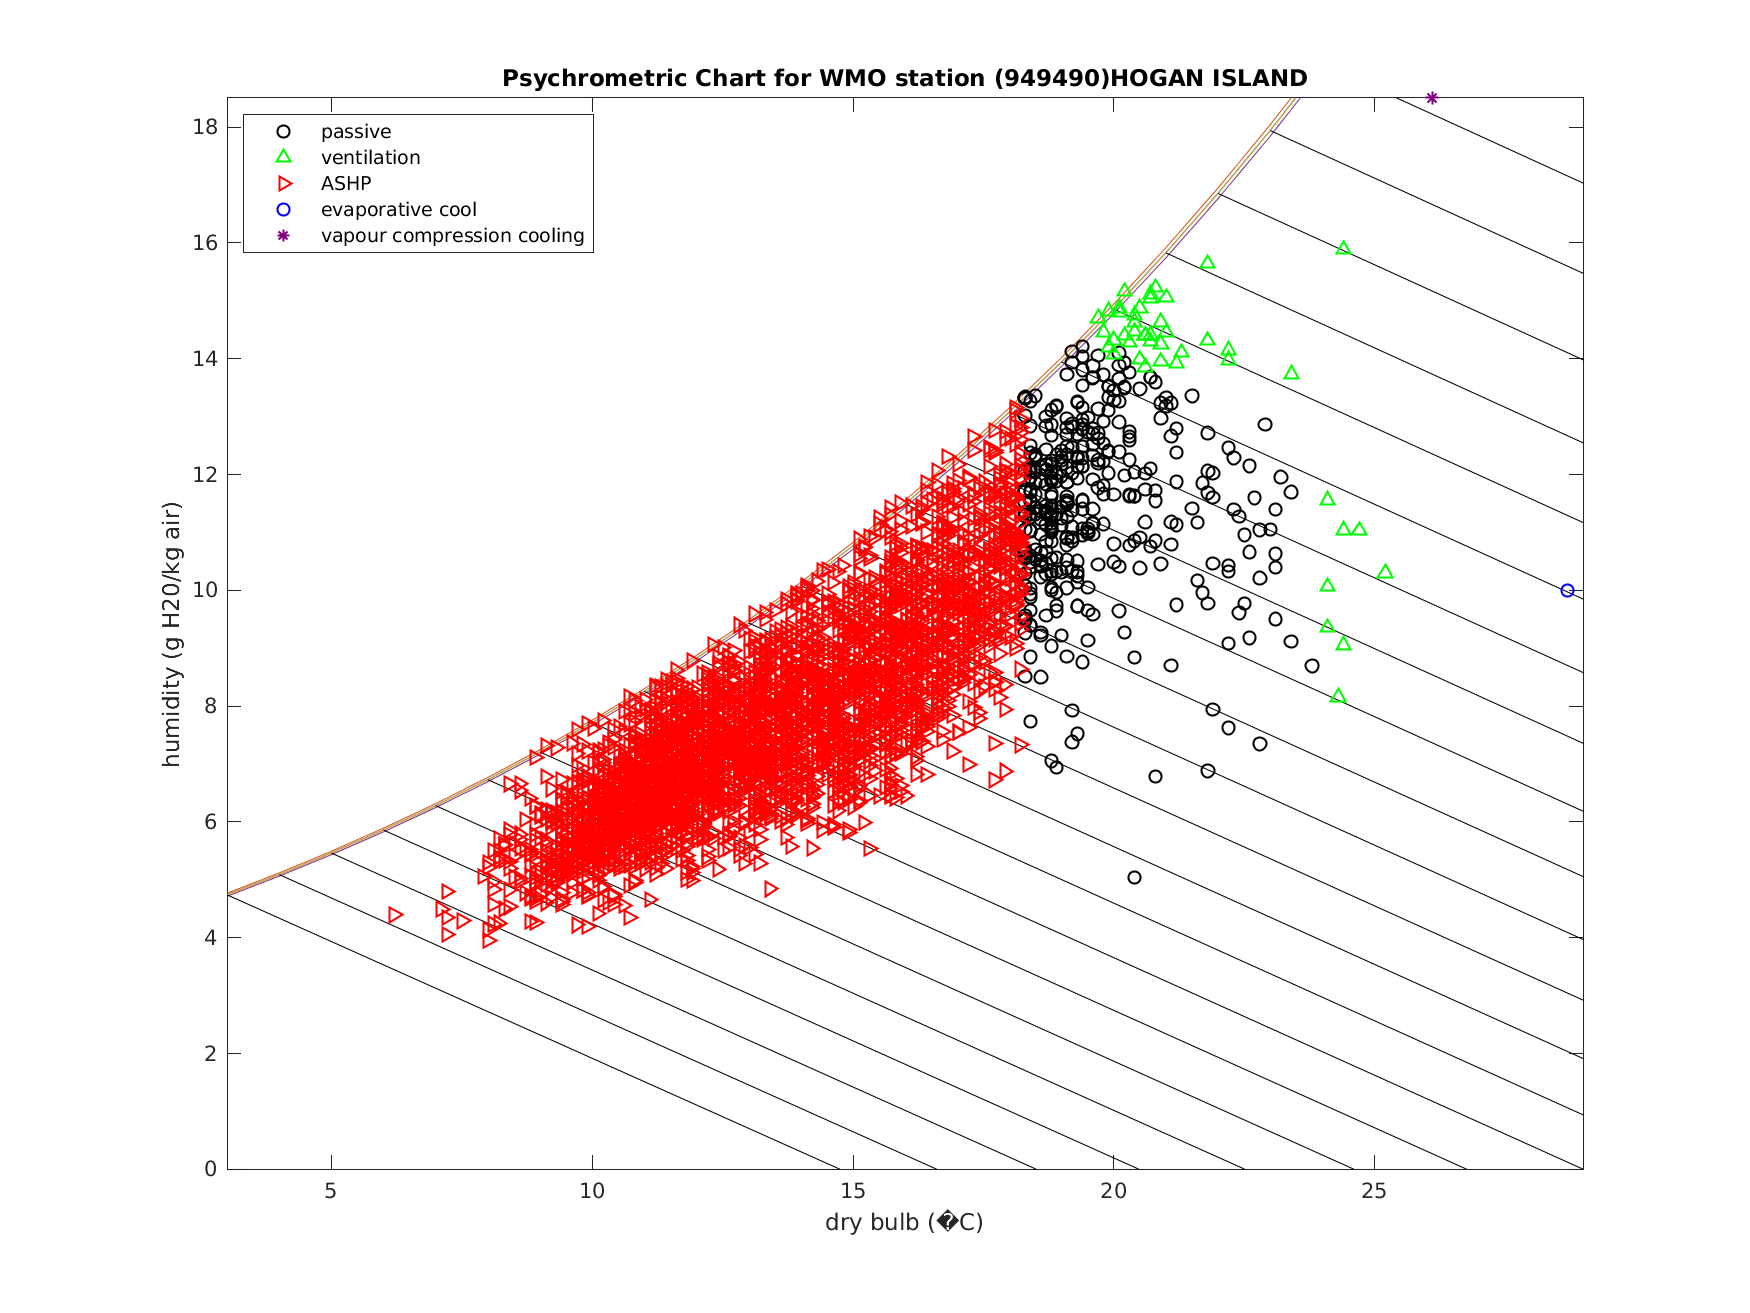 Psychrometric Chart for WMO station (949490)HOGAN ISLAND
passive
ventilation
ASHP
evaporative cool
vapour compression cooling
18
16
14
12
10
8
6
4
2
0
humidity (g H20/kg air)
5
10
15
20
25
dry bulb (�C)